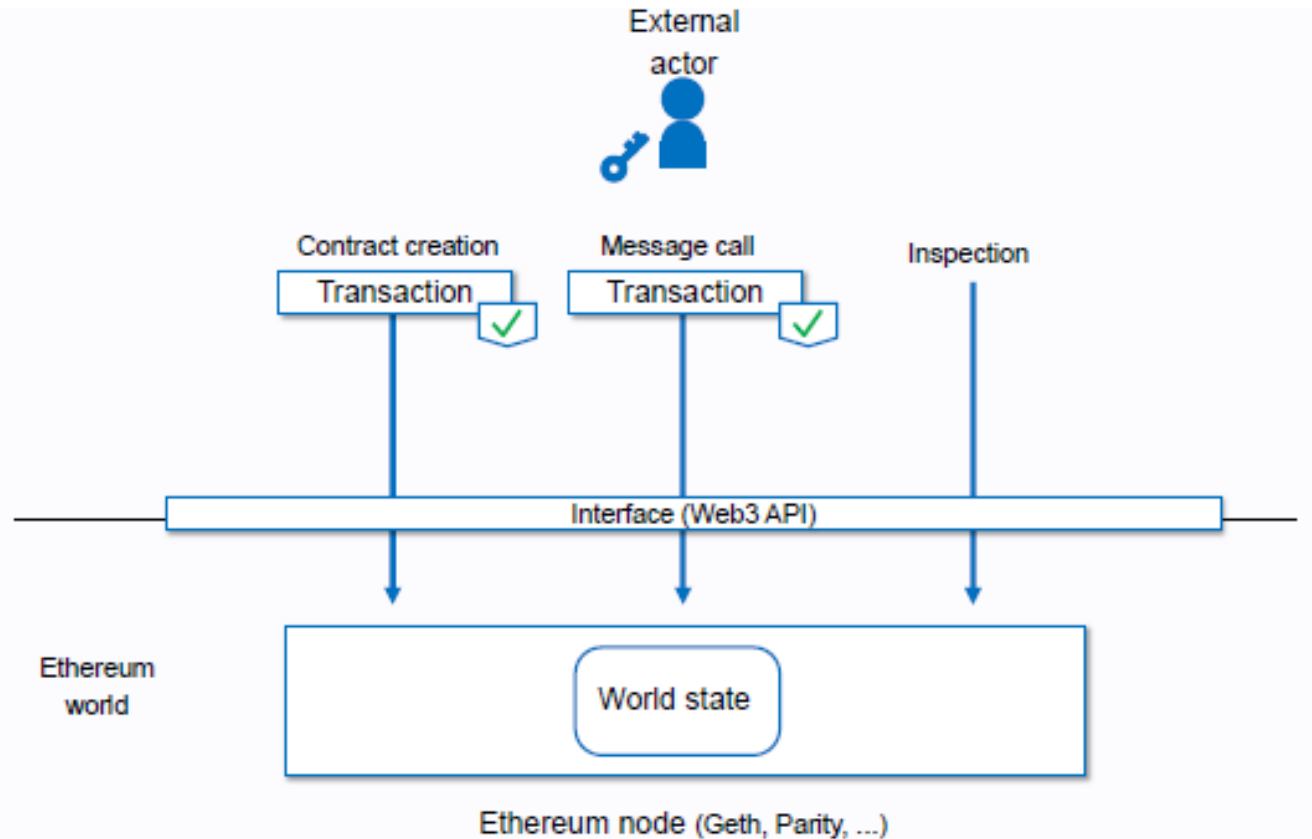 External
actor
Contract creation
Message call
Inspection
Transaction
Transaction
Interface (Web3 API)
Ethereum
world
World state
Ethereum node (Geth, Parity, ...)